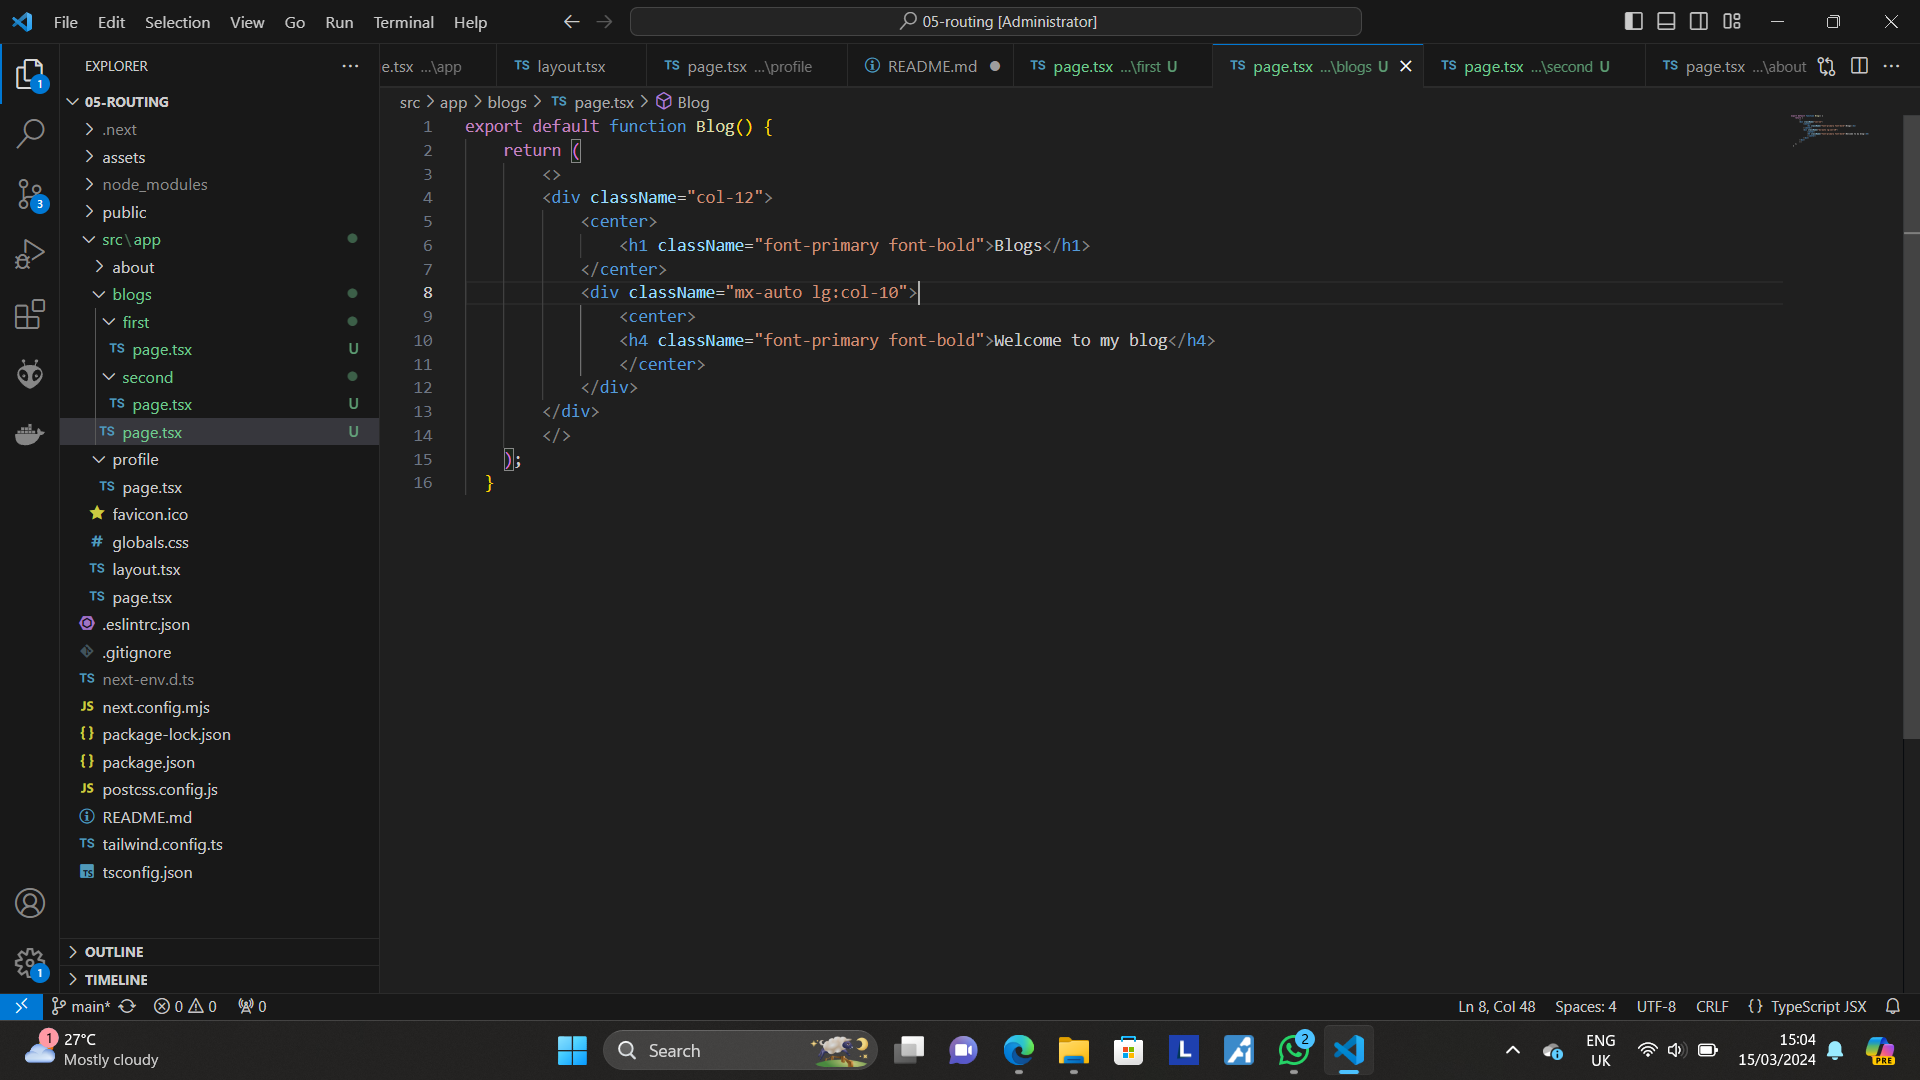 File Edit Selection View Go Run Terminal Help
05-routing [Administrator]
EXPLORER
e.tsx ...\app
TS layout.tsx
TS page.tsx ...\profile
README.md
TS page.tsx ...\first U
TS page.tsx ...\blogs U
TS page.tsx ...\second U
TS page.tsx ...\about
src > app > blogs > TS page.tsx > Blog
05-ROUTING
.next
assets
node_modules
public
src\app
about
blogs
first
TS page.tsx U
second
TS page.tsx U
TS page.tsx U
profile
TS page.tsx
favicon.ico
# globals.css
TS layout.tsx
TS page.tsx
.eslintrc.json
.gitignore
TS next-env.d.ts
JS next.config.mjs
{} package-lock.json
{} package.json
JS postcss.config.js
README.md
TS tailwind.config.ts
TS tsconfig.json
OUTLINE
TIMELINE
1 export default function Blog() {
2 return (
3 <>
4 <div className="col-12">
5 <center>
6 <h1 className="font-primary font-bold">Blogs</h1>
7 </center>
8 <div className="mx-auto lg:col-10">
9 <center>
10 <h4 className="font-primary font-bold">Welcome to my blog</h4>
11 </center>
12 </div>
13 </div>
14 </>
15 );
16 }
1
3
1
main* 0 0 0
Ln 8, Col 48 Spaces: 4 UTF-8 CRLF {} TypeScript JSX
1 27°C
Mostly cloudy
Search
L
2
ENG
UK
15:04
15/03/2024
PRE